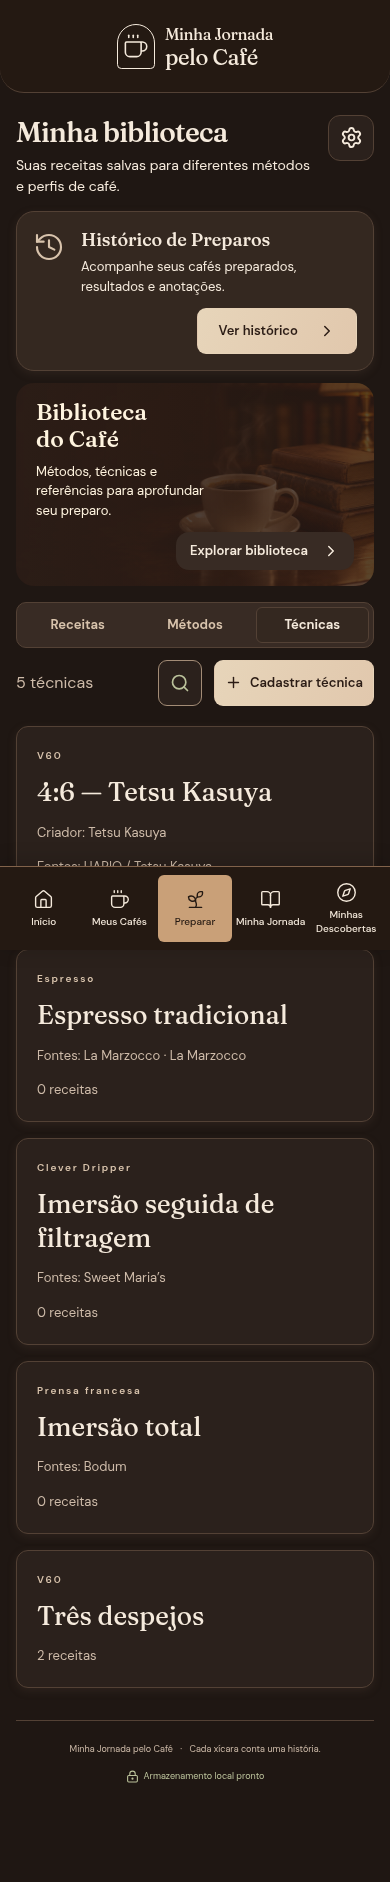 Minha Jornada
pelo Café
Minha biblioteca
Suas receitas salvas para diferentes métodos
e perfis de café.
Histórico de Preparos
Acompanhe seus cafés preparados,
resultados e anotações.
Ver histórico
Biblioteca
do Café
Métodos, técnicas e
referências para aprofundar
seu preparo.
Explorar biblioteca
Receitas Métodos Técnicas
5 técnicas
Cadastrar técnica
V60
4:6 — Tetsu Kasuya
Criador: Tetsu Kasuya
Fontes: HARIO / Tetsu Kasuya
Início Meus Cafés Preparar Minha Jornada Minhas
Descobertas
Espresso
Espresso tradicional
Fontes: La Marzocco · La Marzocco
0 receitas
Clever Dripper
Imersão seguida de
filtragem
Fontes: Sweet Maria’s
0 receitas
Prensa francesa
Imersão total
Fontes: Bodum
0 receitas
V60
Três despejos
2 receitas
Minha Jornada pelo Café · Cada xícara conta uma história.
Armazenamento local pronto